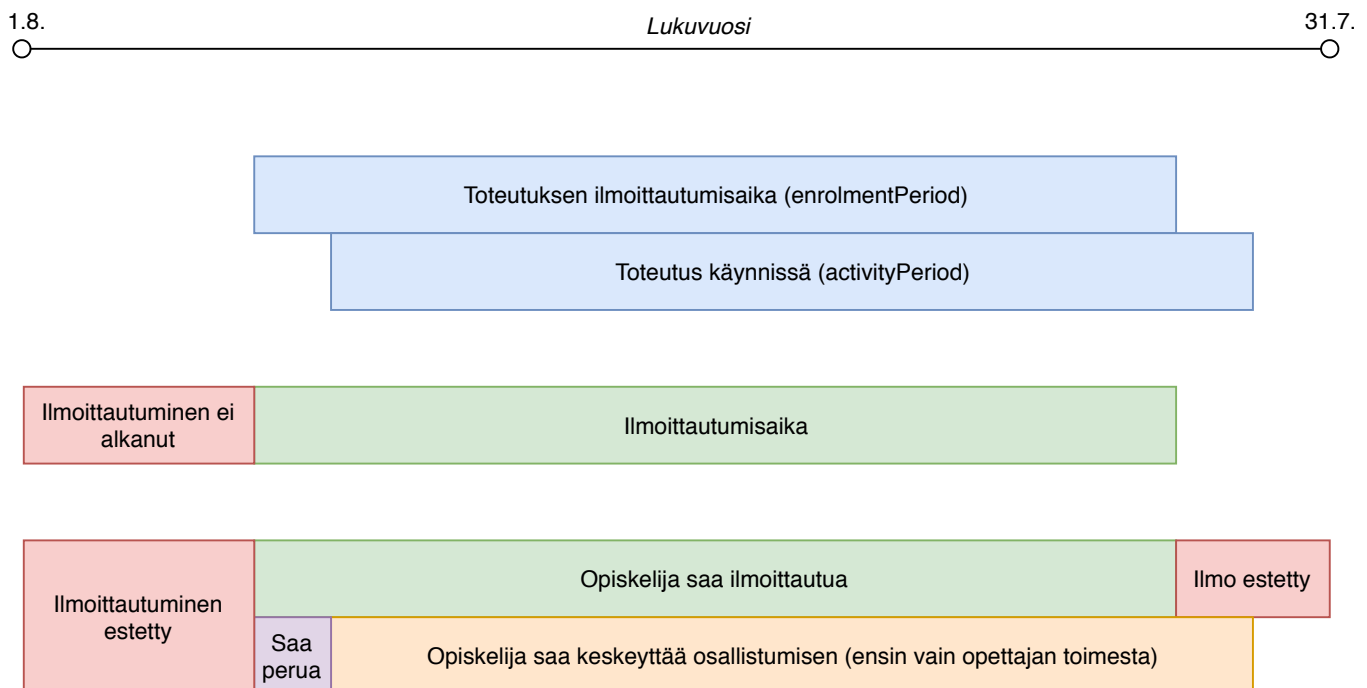 1.8.
Lukuvuosi
31.7.
Toteutuksen ilmoittautumisaika (enrolmentPeriod)
Toteutus käynnissä (activityPeriod)
Ilmoittautuminen ei
alkanut
Ilmoittautumisaika
Ilmoittautuminen
estetty
Opiskelija saa ilmoittautua
Ilmo estetty
Saa
perua
Opiskelija saa keskeyttää osallistumisen (ensin vain opettajan toimesta)